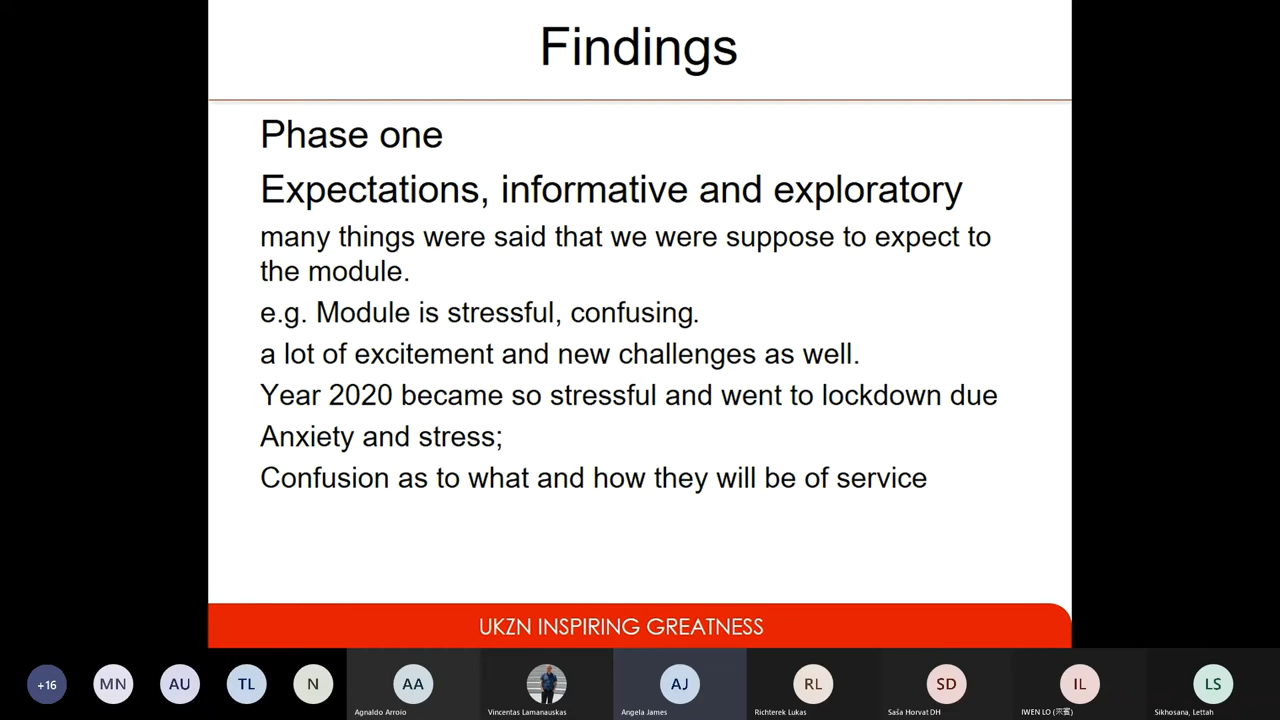 Findings
Phase one
Expectations, informative and exploratory
many things were said that we were suppose to expect to
the module.
e.g. Module is stressful, confusing.
a lot of excitement and new challenges as well.
Year 2020 became so stressful and went to lockdown due
Anxiety and stress;
Confusion as to what and how they will be of service
UKZN INSPIRING GREATNESS
+16
MN
AU
TL
N
AA
AJ
RL
SD
IL
LS
Agnaldo Arroio
Vincentas Lamanauskas
Angela James
Richterek Lukas
Saša Horvat DH
IWEN LO (宗賓)
Sikhosana, Lettah